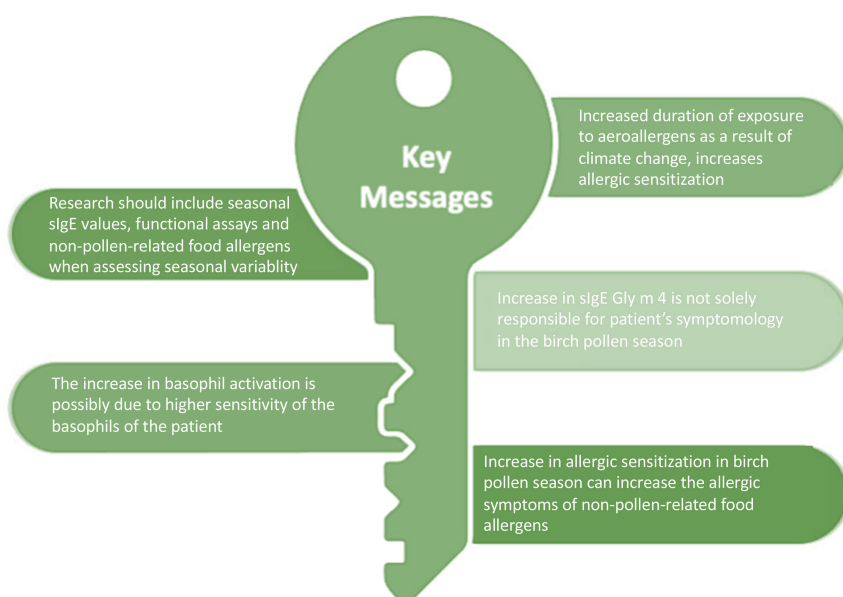 Key
Messages
Increased duration of exposure
to aeroallergens as a result of
climate change, increases
allergic sensitization
Research should include seasonal
sIgE values, functional assays and
non-pollen-related food allergens
when assessing seasonal variablity
Increase in sIgE Gly m 4 is not solely
responsible for patient’s symptomology
in the birch pollen season
The increase in basophil activation is
possibly due to higher sensitivity of the
basophils of the patient
Increase in allergic sensitization in birch
pollen season can increase the allergic
symptoms of non-pollen-related food
allergens